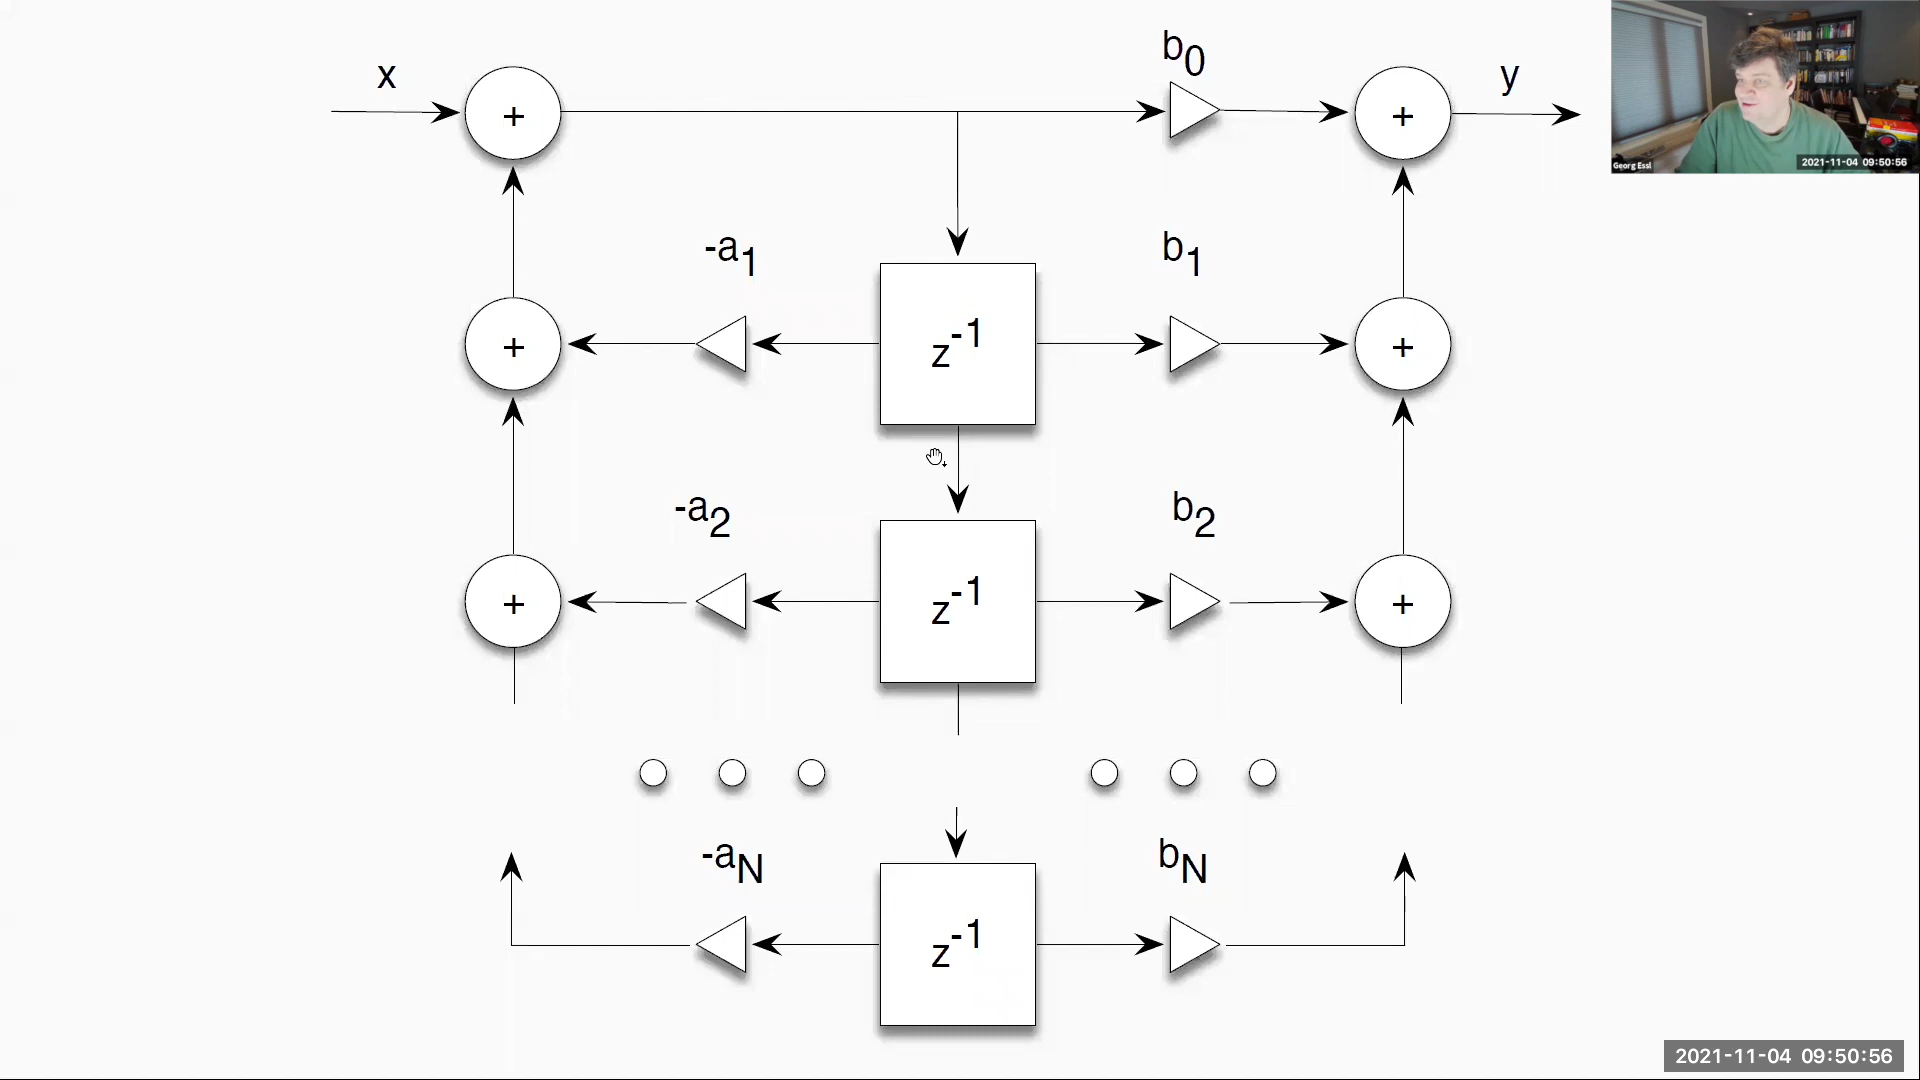 x
b0
y
+
+
Georg Essl
2021-11-04 09:50:56
-a1
b1
+
z-1
+
-a2
b2
+
z-1
+
-aN
bN
z-1
2021-11-04 09:50:56